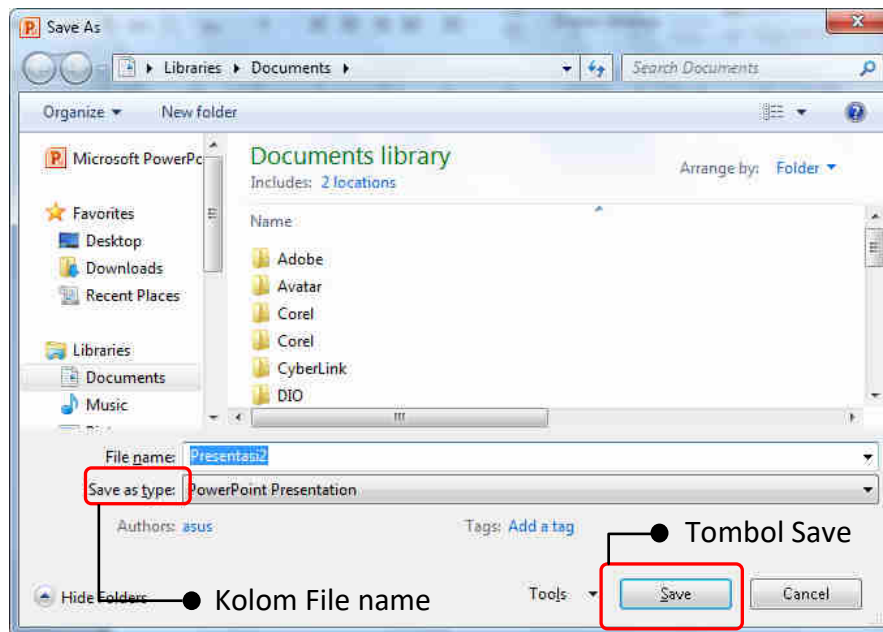 Save As
Libraries Documents
Search Documents
Organize New folder
Microsoft PowerPc
Documents library
Includes: 2 locations
Arrange by: Folder
Favorites
Desktop
Downloads
Recent Places
Name
Adobe
Avatar
Corel
Corel
CyberLink
DIO
Libraries
Documents
Music
File name: Presentasi2
Save as type: PowerPoint Presentation
Authors: asus
Tags: Add a tag
Tombol Save
Hide Folders
Kolom File name
Tools
Save
Cancel